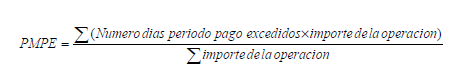 PMPE = ∑(Numero dias periodo pago excedidos×importe de la operacion) / ∑importe de la operacion